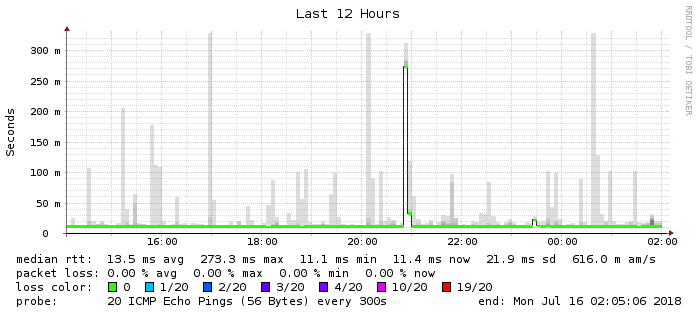 Last 12 Hours
RRDTOOL / TOBI OETIKER
Seconds
300 m
250 m
200 m
150 m
100 m
50 m
0
16:00 18:00 20:00 22:00 00:00 02:00
median rtt: 13.5 ms avg 273.3 ms max 11.1 ms min 11.4 ms now 21.9 ms sd 616.0 m am/s
packet loss: 0.00 % avg 0.00 % max 0.00 % min 0.00 % now
loss color: 0 1/20 2/20 3/20 4/20 10/20 19/20
probe: 20 ICMP Echo Pings (56 Bytes) every 300s end: Mon Jul 16 02:05:06 2018